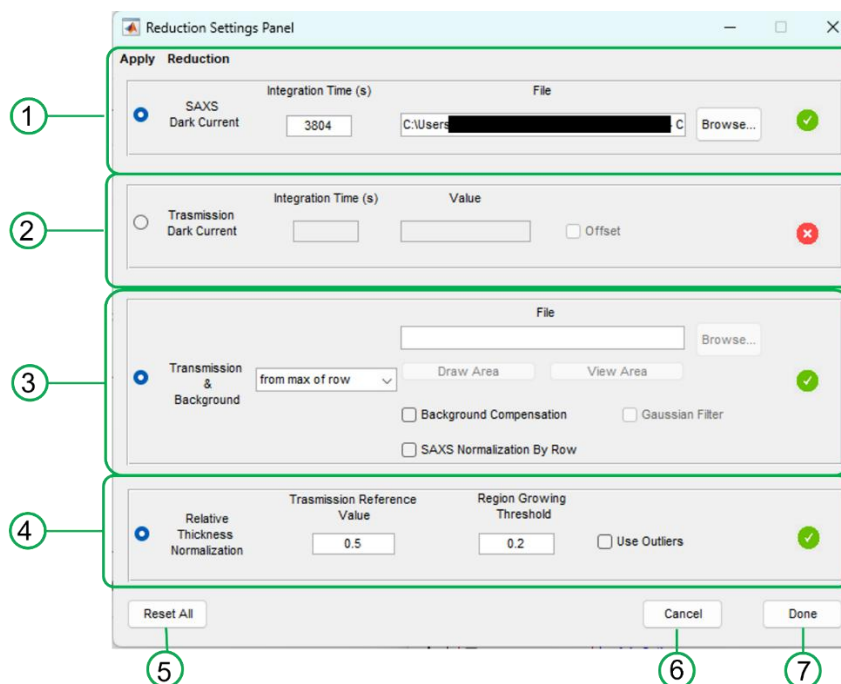 Reduction Settings Panel
Apply Reduction
1
SAXS
Dark Current
Integration Time (s)
3804
File
C:\Users
C
Browse...
2
Trasmission
Dark Current
Integration Time (s)
Value
Offset
3
Transmission
&
Background
from max of row
File
Browse...
Draw Area
View Area
Background Compensation
Gaussian Filter
SAXS Normalization By Row
4
Relative
Thickness
Normalization
Trasmission Reference
Value
0.5
Region Growing
Threshold
0.2
Use Outliers
Reset All
Cancel
Done
5
6
7